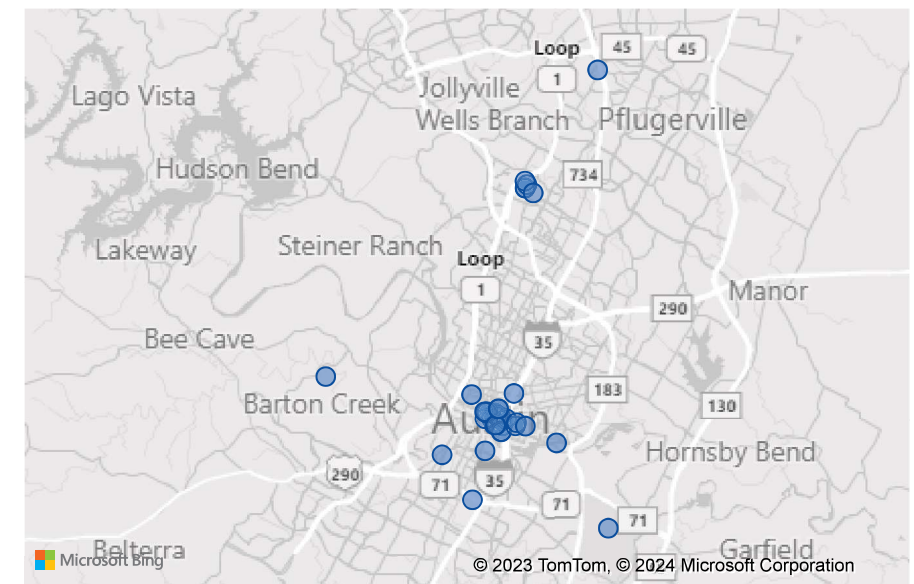 Loop
45
45
1
Jollyville
Lago Vista
Wells Branch
Pflugerville
Hudson Bend
734
Lakeway
Steiner Ranch
Loop
1
Manor
290
Bee Cave
35
183
Barton Creek
130
Austin
Hornsby Bend
290
71
35
71
71
Belterra
Microsoft Bing
Garfield
© 2023 TomTom, © 2024 Microsoft Corporation